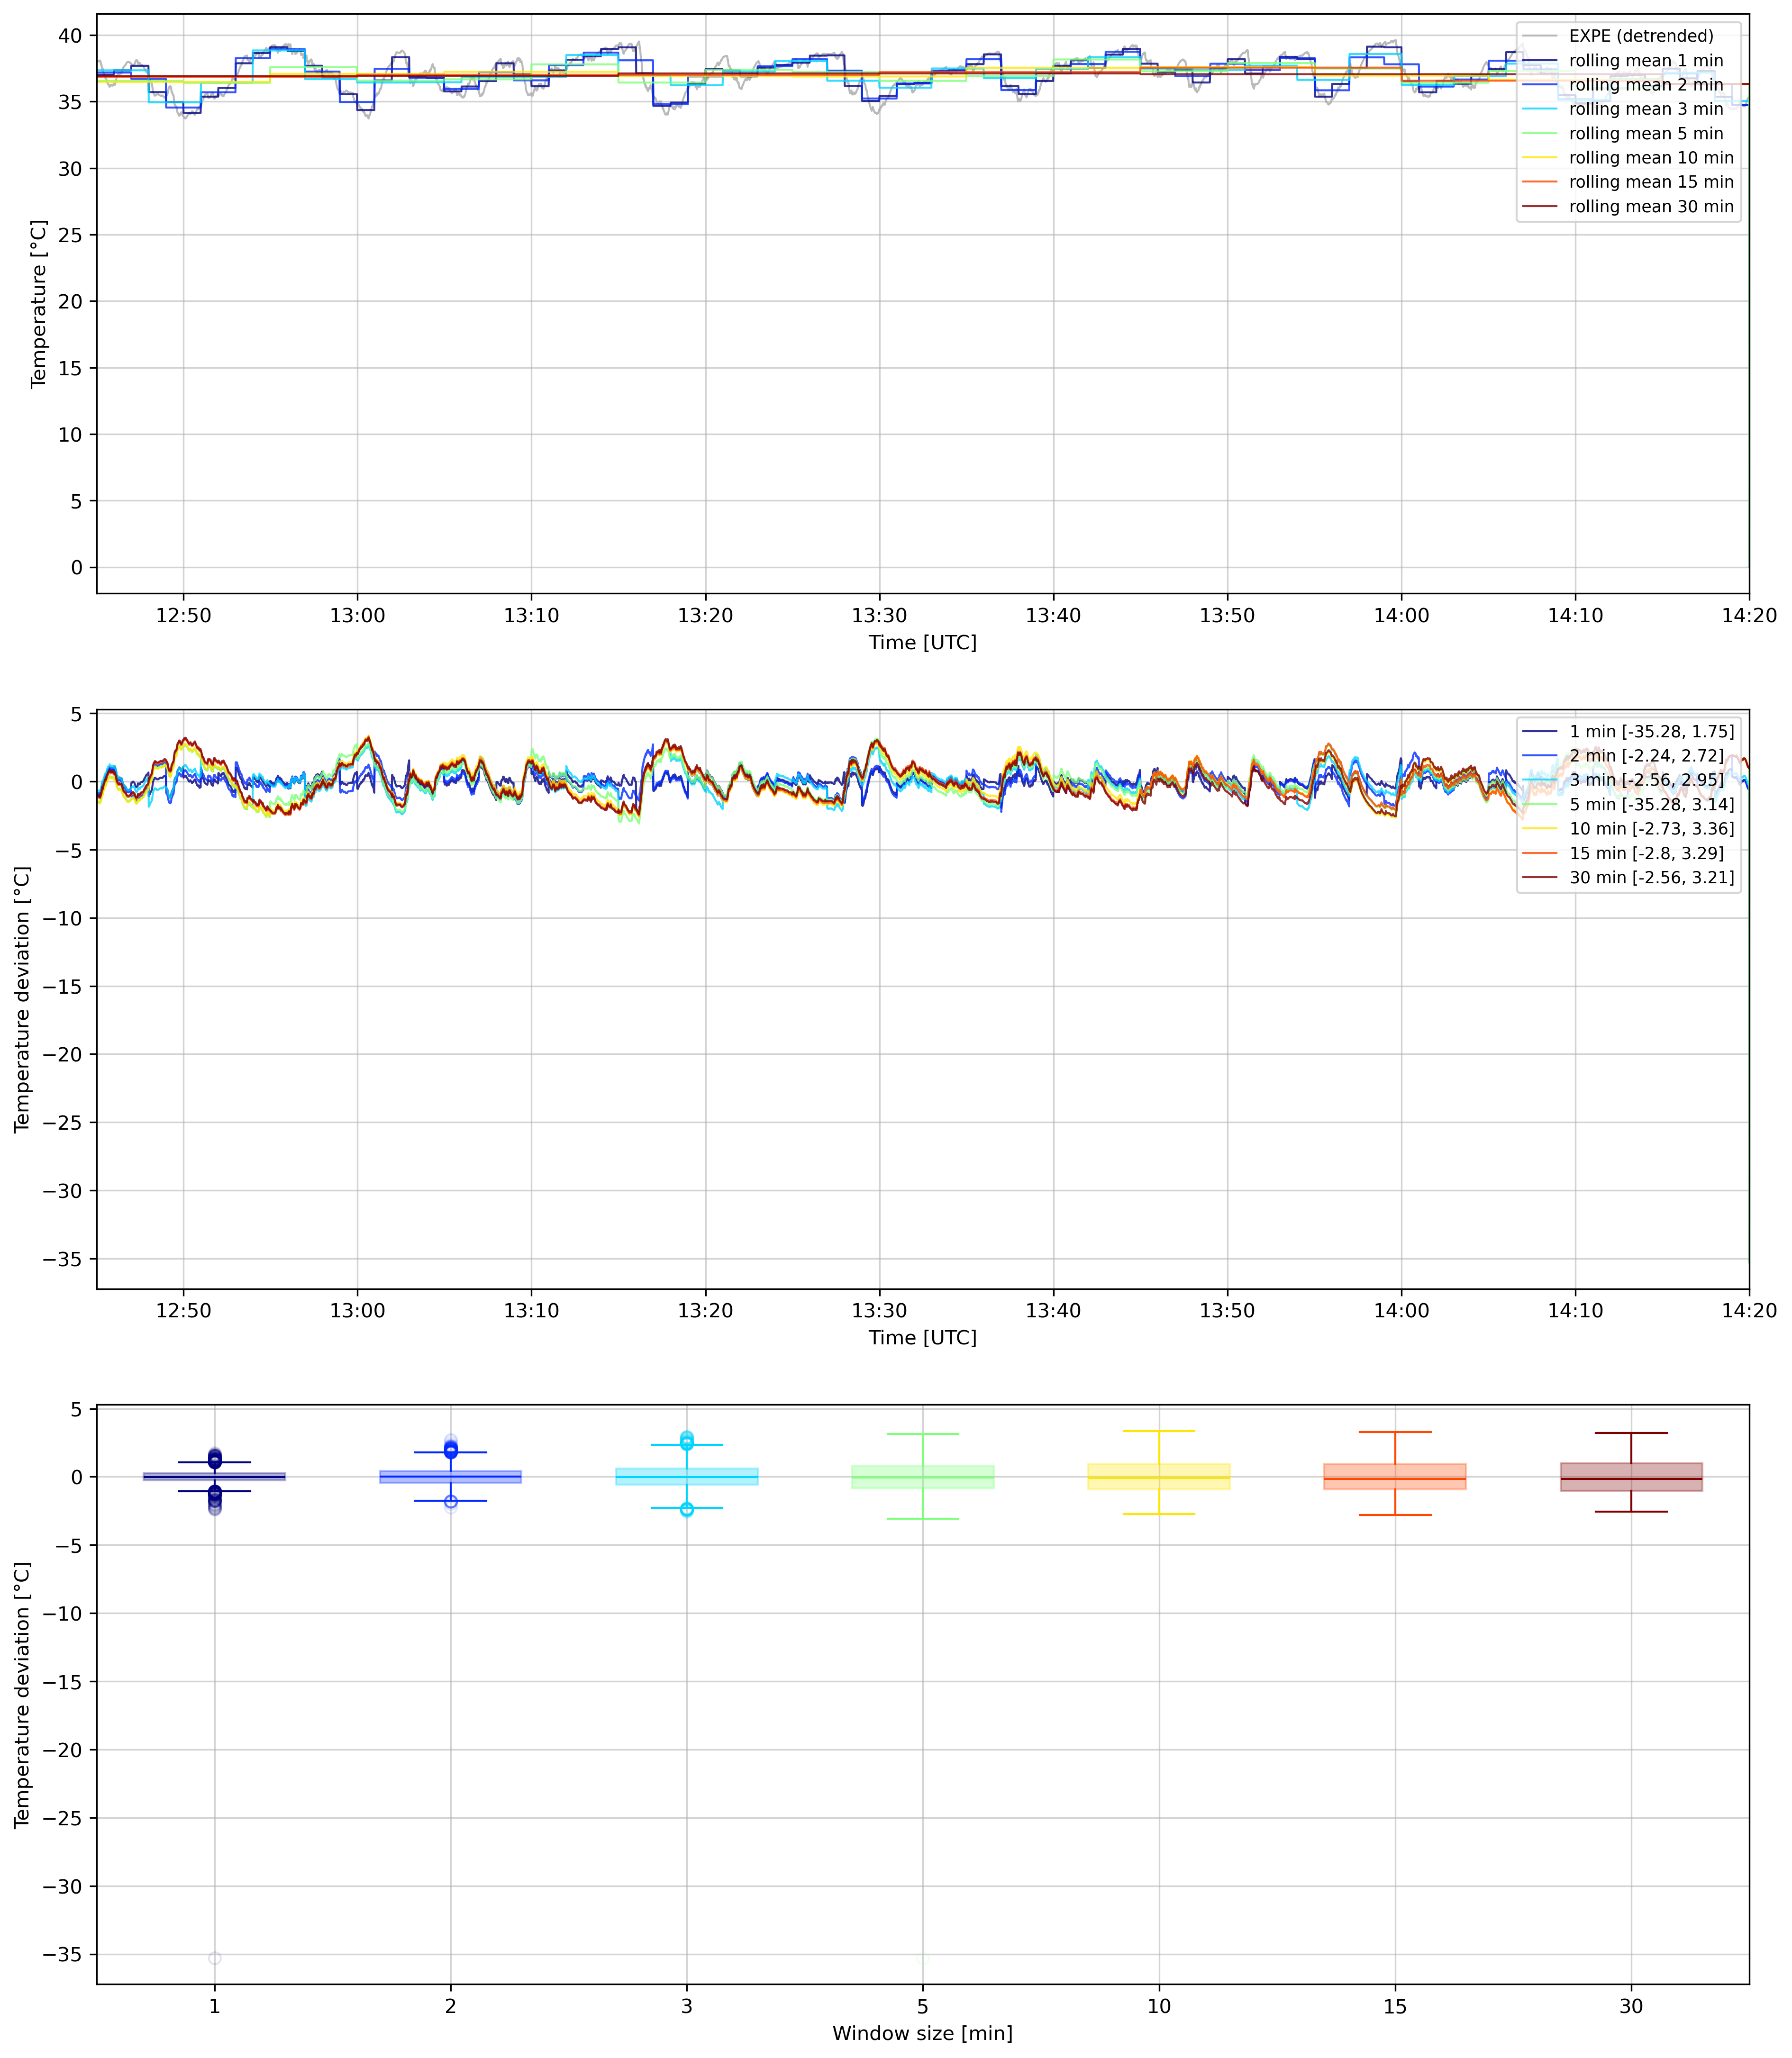 40
35
30
25
20
15
10
5
0
Temperature [°C]
EXPE (detrended)
rolling mean 1 min
rolling mean 2 min
rolling mean 3 min
rolling mean 5 min
rolling mean 10 min
rolling mean 15 min
rolling mean 30 min
12:50 13:00 13:10 13:20 13:30 13:40 13:50 14:00 14:10 14:20
Time [UTC]
5
0
−5
−10
−15
−20
−25
−30
−35
Temperature deviation [°C]
1 min [-35.28, 1.75]
2 min [-2.24, 2.72]
3 min [-2.56, 2.95]
5 min [-35.28, 3.14]
10 min [-2.73, 3.36]
15 min [-2.8, 3.29]
30 min [-2.56, 3.21]
12:50 13:00 13:10 13:20 13:30 13:40 13:50 14:00 14:10 14:20
Time [UTC]
5
0
−5
−10
−15
−20
−25
−30
−35
Temperature deviation [°C]
1 2 3 5 10 15 30
Window size [min]